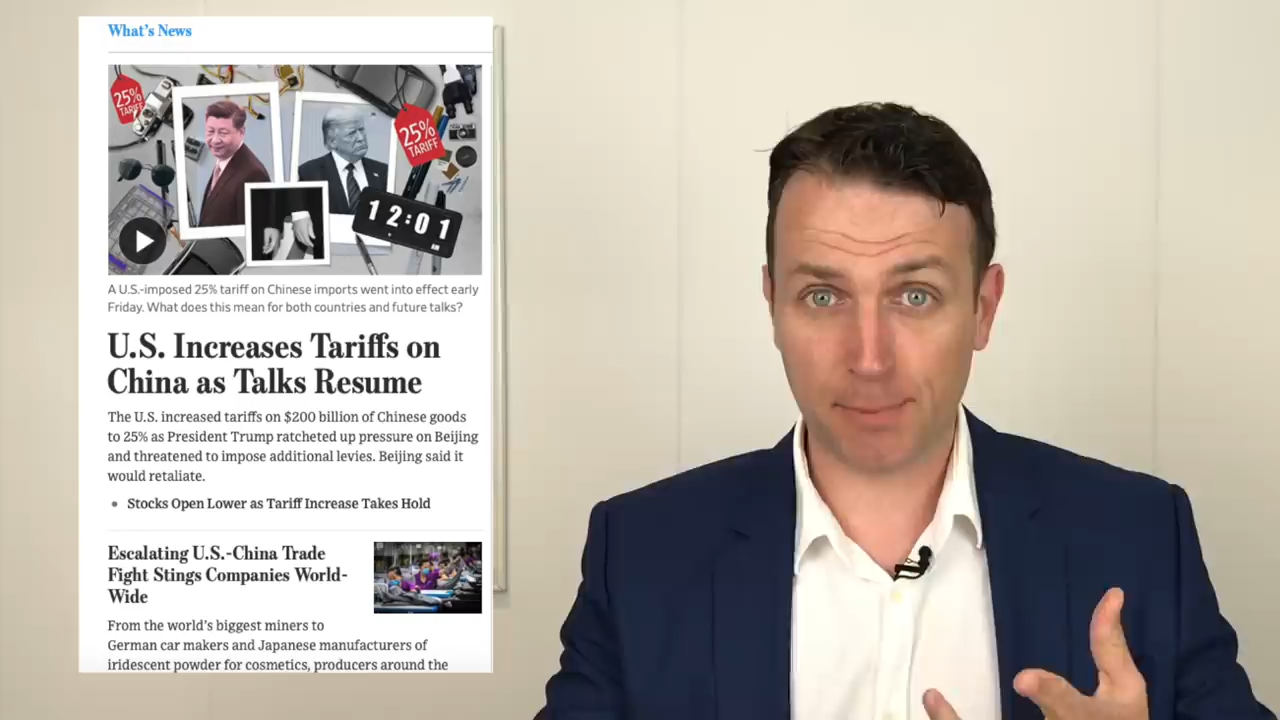 What's News
25%
TARIFF
25%
TARIFF
12:01
AM
A U.S.-imposed 25% tariff on Chinese imports went into effect early
Friday. What does this mean for both countries and future talks?
U.S. Increases Tariffs on
China as Talks Resume
The U.S. increased tariffs on $200 billion of Chinese goods
to 25% as President Trump ratcheted up pressure on Beijing
and threatened to impose additional levies. Beijing said it
would retaliate.
• Stocks Open Lower as Tariff Increase Takes Hold
Escalating U.S.-China Trade
Fight Stings Companies World-
Wide
From the world's biggest miners to
German car makers and Japanese manufacturers of
iridescent powder for cosmetics, producers around the